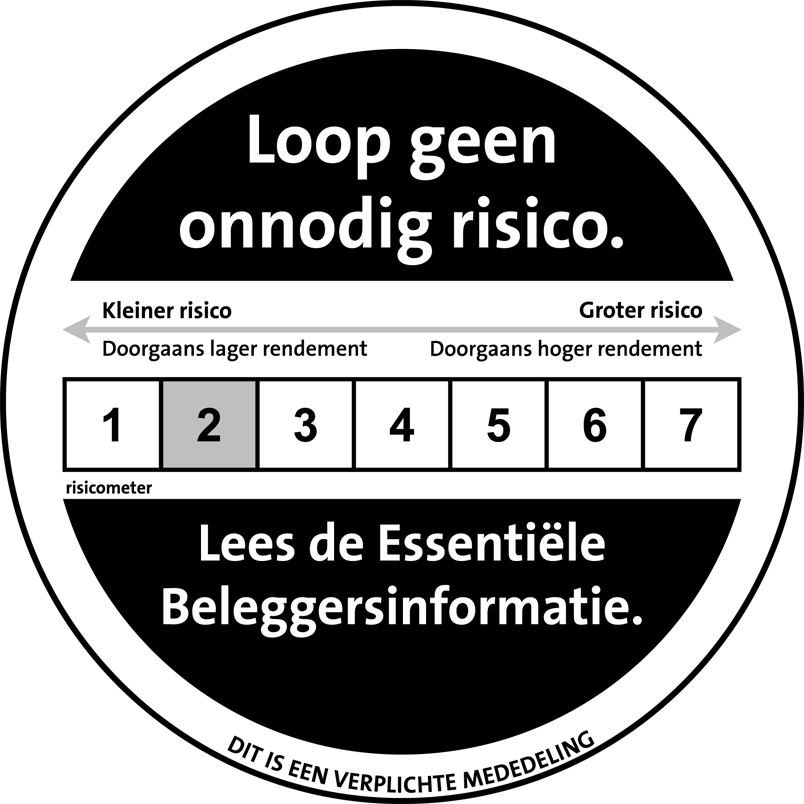 Loop geen
onnodig risico.
Kleiner risico Groter risico
Doorgaans lager rendement Doorgaans hoger rendement
1 2 3 4 5 6 7
risicometer
Lees de Essentiële
Beleggersinformatie.
DIT IS EEN VERPLICHTE MEDEDELING